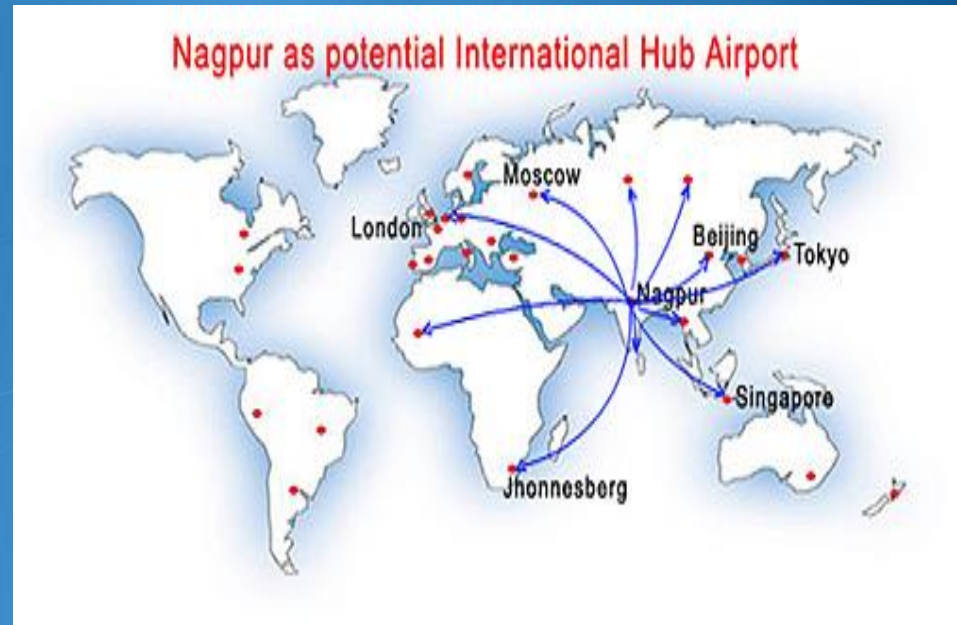 Nagpur as potential International Hub Airport
Moscow
London
Beijing
Tokyo
Nagpur
Singapore
Jhonnesberg